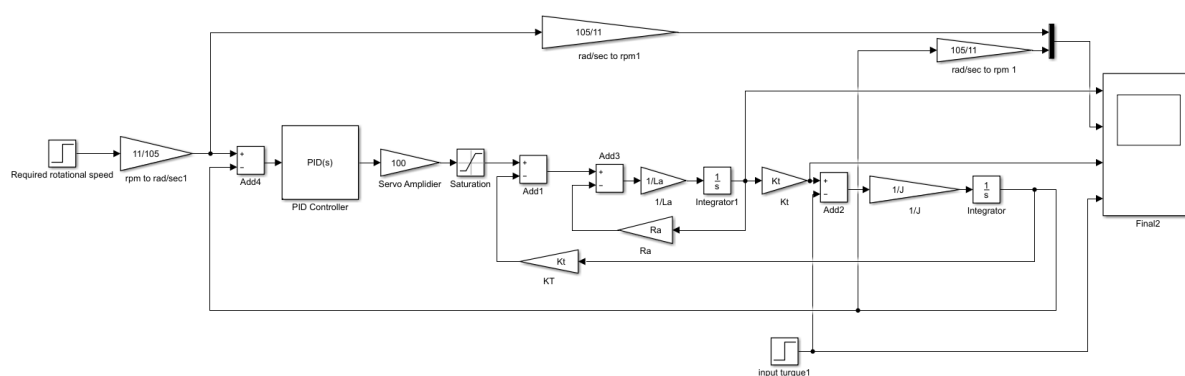 105/11
rad/sec to rpm1
105/11
rad/sec to rpm 1
Required rotational speed
11/105
rpm to rad/sec1
+
−
Add4
PID(s)
PID Controller
100
Servo Amplidier
Saturation
+
−
Add1
Add3
+
−
1/La
1/La
1
s
Integrator1
Kt
Kt
+
−
Add2
1/J
1/J
1
s
Integrator
Final2
Ra
Ra
Kt
KT
input turque1